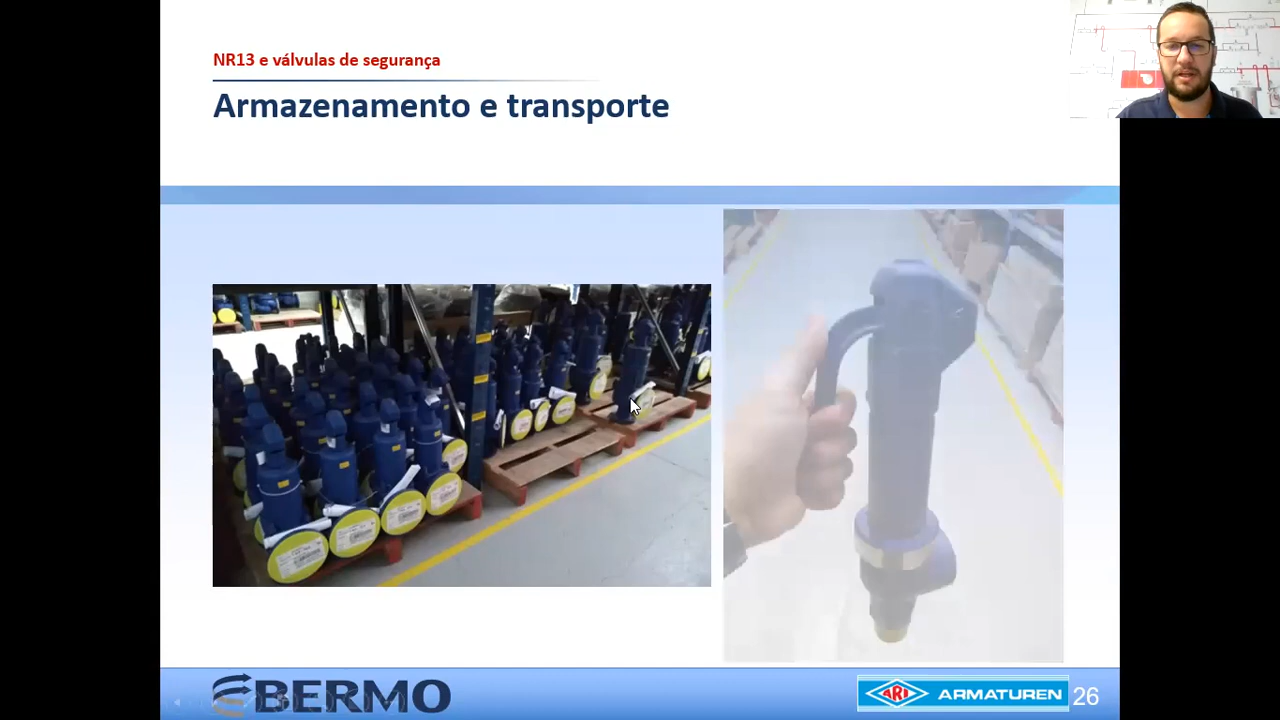 NR13 e válvulas de segurança
Armazenamento e transporte
BERMO
ARI ARMATUREN
26